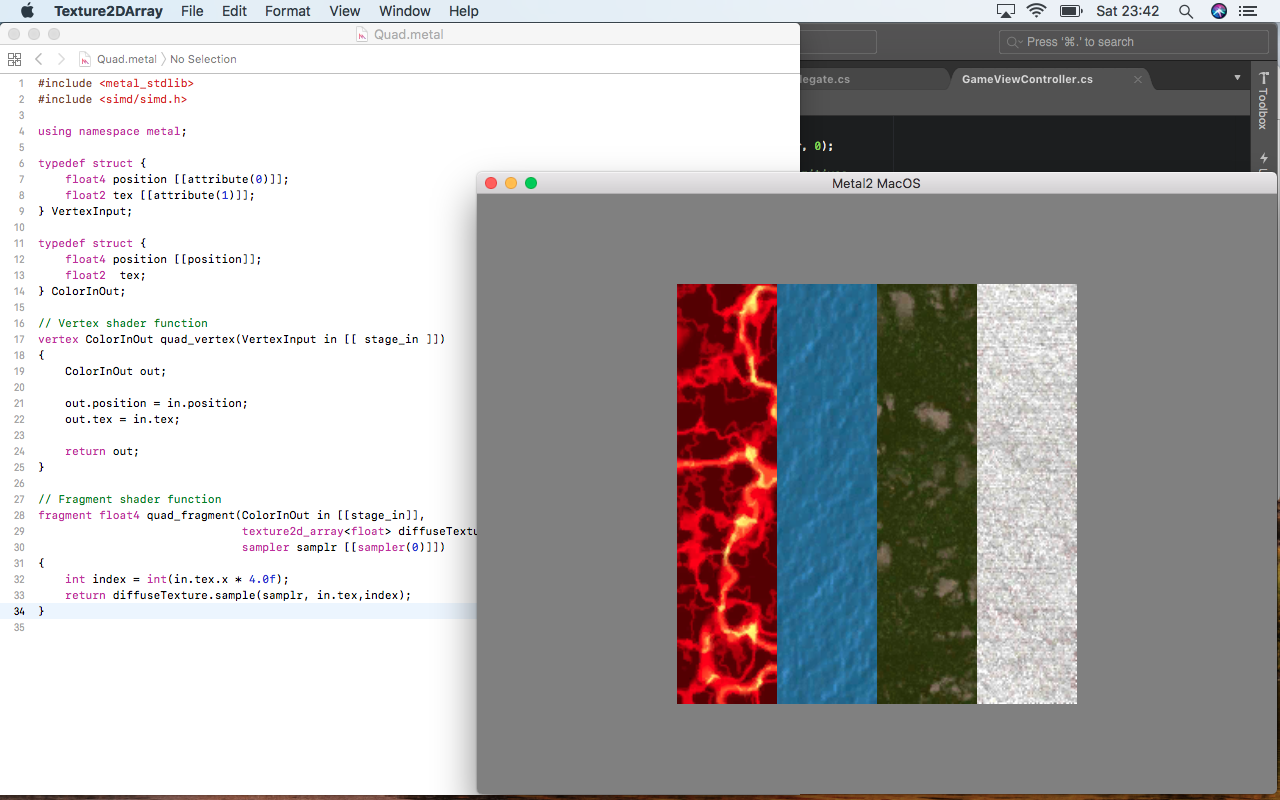 Texture2DArray File Edit Format View Window Help Sat 23:42
Quad.metal
Quad.metal No Selection
1 #include <metal_stdlib>
2 #include <simd/simd.h>
3
4 using namespace metal;
5
6 typedef struct {
7 float4 position [[attribute(0)]];
8 float2 tex [[attribute(1)]];
9 } VertexInput;
10
11 typedef struct {
12 float4 position [[position]];
13 float2 tex;
14 } ColorInOut;
15
16 // Vertex shader function
17 vertex ColorInOut quad_vertex(VertexInput in [[ stage_in ]])
18 {
19 ColorInOut out;
20
21 out.position = in.position;
22 out.tex = in.tex;
23
24 return out;
25 }
26
27 // Fragment shader function
28 fragment float4 quad_fragment(ColorInOut in [[stage_in]],
29 texture2d_array<float> diffuseTextu
30 sampler samplr [[sampler(0)]])
31 {
32 int index = int(in.tex.x * 4.0f);
33 return diffuseTexture.sample(samplr, in.tex,index);
34 }
35
Press '⌘.' to search
legate.cs GameViewController.cs
Toolbox
, 0);
Metal2 MacOS